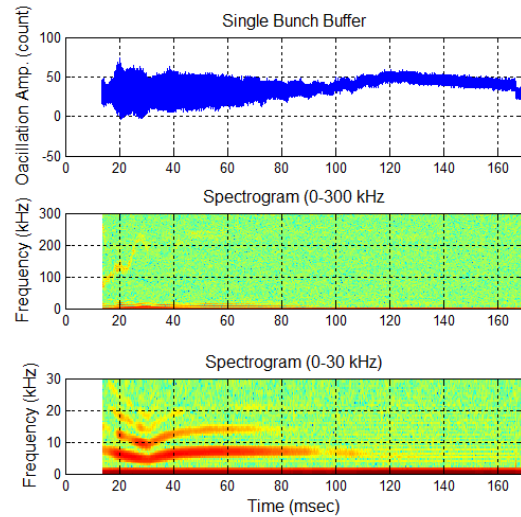 Single Bunch Buffer
Oacillation Amp. (count)
100
50
0
-50
0 20 40 60 80 100 120 140 160
Spectrogram (0-300 kHz
Frequency (kHz)
300
200
100
0
0 20 40 60 80 100 120 140 160
Spectrogram (0-30 kHz)
Frequency (kHz)
30
20
10
0
0 20 40 60 80 100 120 140 160
Time (msec)